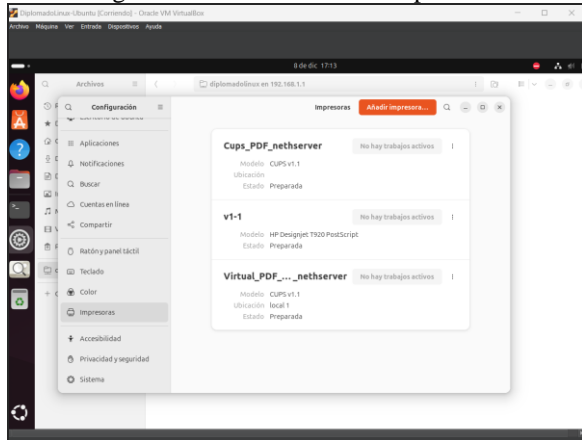 DiplomadoLinux-Ubuntu [Corriendo] - Oracle VM VirtualBox
Archivo Máquina Ver Entrada Dispositivos Ayuda
8 de dic 17:13
Archivos
diplomadolinux en 192.168.1.1
Configuración
Impresoras
Añadir impresora...
Aplicaciones
Notificaciones
Buscar
Cuentas en línea
Compartir
Ratón y panel táctil
Teclado
Color
Impresoras
Accesibilidad
Privacidad y seguridad
Sistema
Cups_PDF_nethserver
No hay trabajos activos
Modelo CUPS v1.1
Ubicación
Estado Preparada
v1-1
No hay trabajos activos
Modelo HP Designjet T920 PostScript
Estado Preparada
Virtual_PDF_..._nethserver
No hay trabajos activos
Modelo CUPS v1.1
Ubicación local 1
Estado Preparada